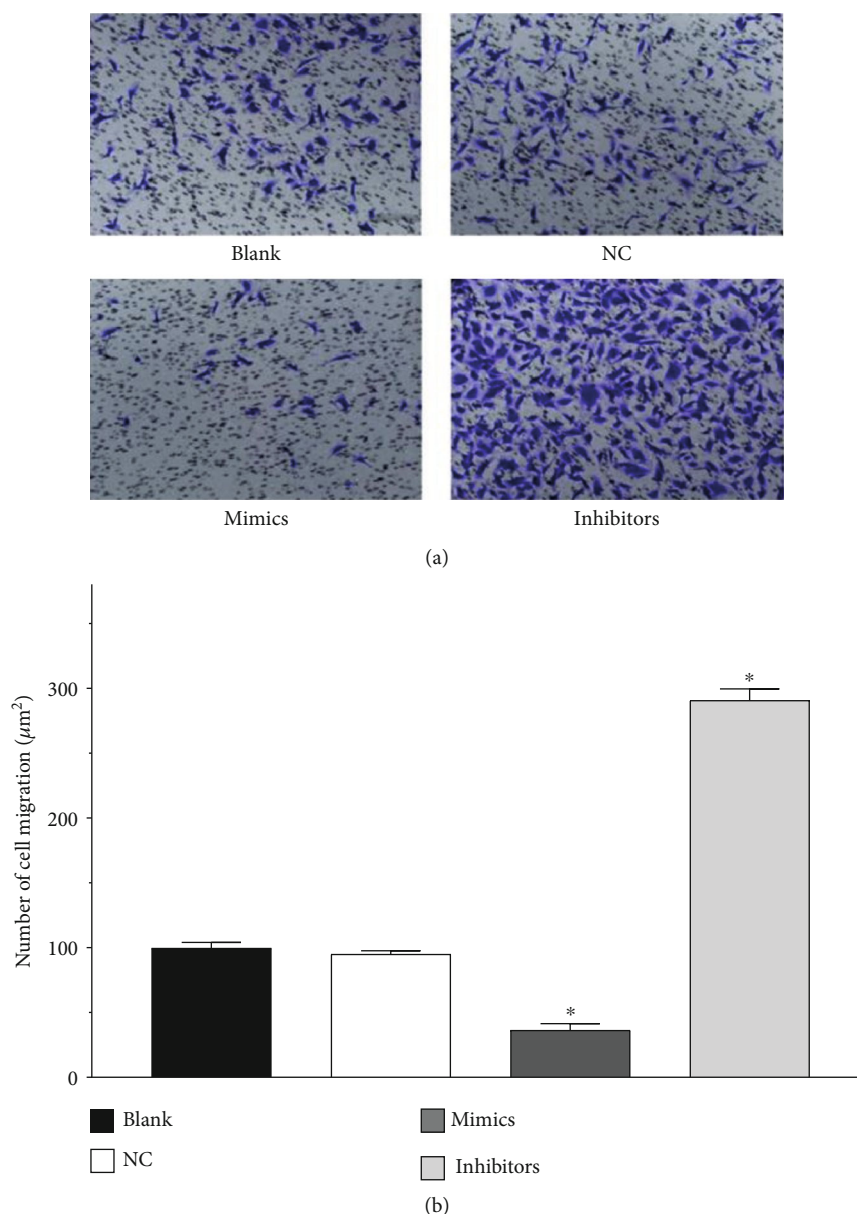 Blank
NC
Mimics
Inhibitors
(a)
Number of cell migration (μm²)
300
200
100
0
*
*
Blank
NC
Mimics
Inhibitors
(b)